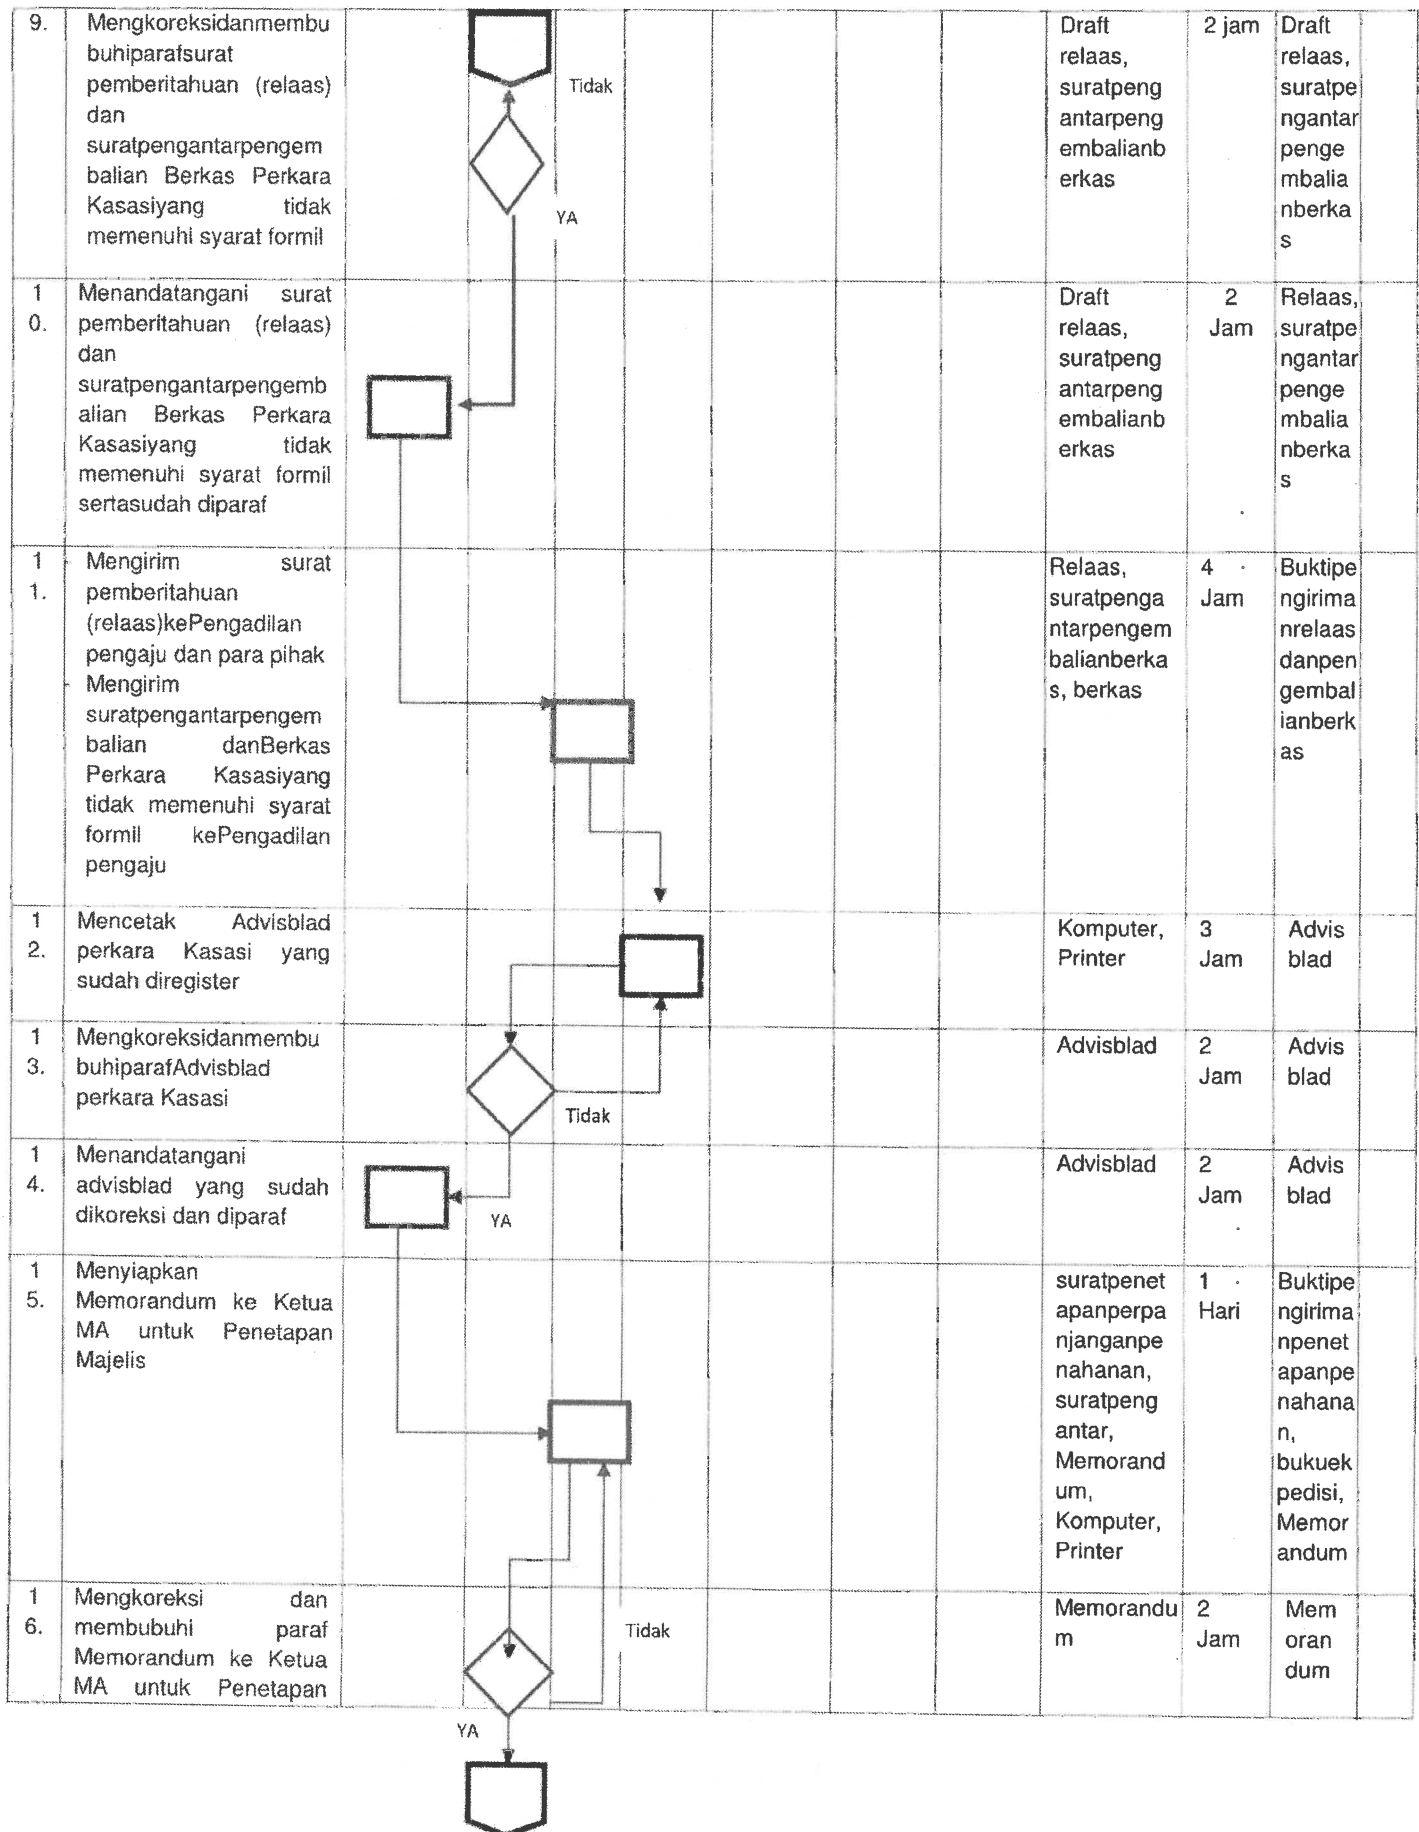 9.
Mengkoreksidanmembu
buhiparafsurat
pemberitahuan (relaas)
dan
suratpengantarpengem
balian Berkas Perkara
Kasasiyang tidak
memenuhi syarat formil
Tidak
YA
Draft
relaas,
suratpeng
antarpeng
embalianb
erkas
2 jam
Draft
relaas,
suratpe
ngantar
penge
mbalia
nberka
s
1
0.
Menandatangani surat
pemberitahuan (relaas)
dan
suratpengantarpengemb
alian Berkas Perkara
Kasasiyang tidak
memenuhi syarat formil
sertasudah diparaf
Draft
relaas,
suratpeng
antarpeng
embalianb
erkas
2
Jam
Relaas,
suratpe
ngantar
penge
mbalia
nberka
s
1
1.
- Mengirim surat
pemberitahuan
(relaas)kePengadilan
pengaju dan para pihak
- Mengirim
suratpengantarpengem
balian danBerkas
Perkara Kasasiyang
tidak memenuhi syarat
formil kePengadilan
pengaju
Relaas,
suratpenga
ntarpengem
balianberka
s, berkas
4
Jam
Buktipe
ngirima
nrelaas
danpen
gembal
ianberk
as
1
2.
Mencetak Advisblad
perkara Kasasi yang
sudah diregister
Komputer,
Printer
3
Jam
Advis
blad
1
3.
Mengkoreksidanmembu
buhiparafAdvisblad
perkara Kasasi
Tidak
Advisblad
2
Jam
Advis
blad
1
4.
Menandatangani
advisblad yang sudah
dikoreksi dan diparaf
YA
Advisblad
2
Jam
Advis
blad
1
5.
Menyiapkan
Memorandum ke Ketua
MA untuk Penetapan
Majelis
suratpenet
apanperpa
njanganpe
nahanan,
suratpeng
antar,
Memorand
um,
Komputer,
Printer
1
Hari
Buktipe
ngirima
npenet
apanpe
nahana
n,
bukuek
pedisi,
Memor
andum
1
6.
Mengkoreksi dan
membubuhi paraf
Memorandum ke Ketua
MA untuk Penetapan
Tidak
YA
Memorandu
m
2
Jam
Mem
oran
dum